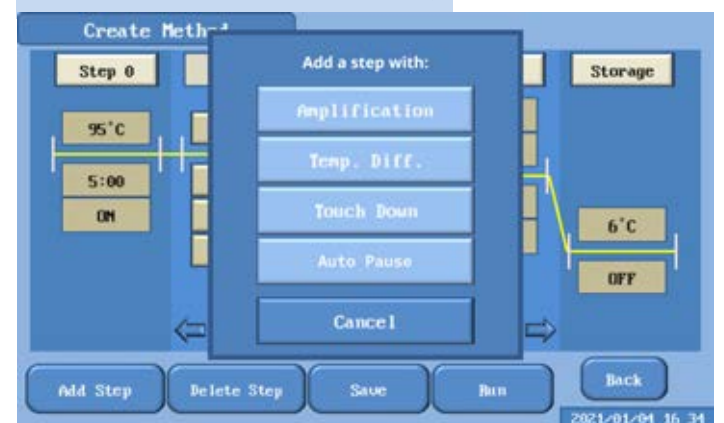 Create Meth
Step 0
Storage
95°C
5:00
ON
Add a step with:
Amplification
Temp. Diff.
Touch Down
Auto Pause
Cancel
6°C
OFF
Add Step
Delete Step
Save
Run
Back
2021/01/04 16 34